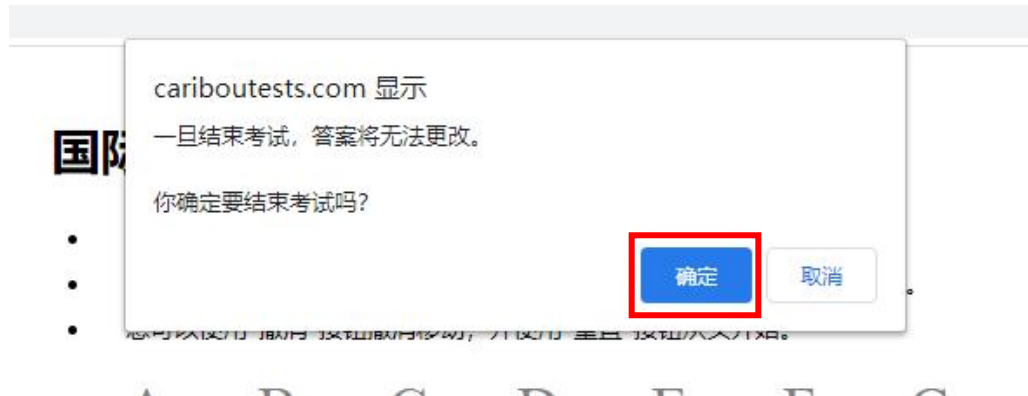 cariboutests.com 显示
一旦结束考试，答案将无法更改。
国际
你确定要结束考试吗?
确定 取消
。